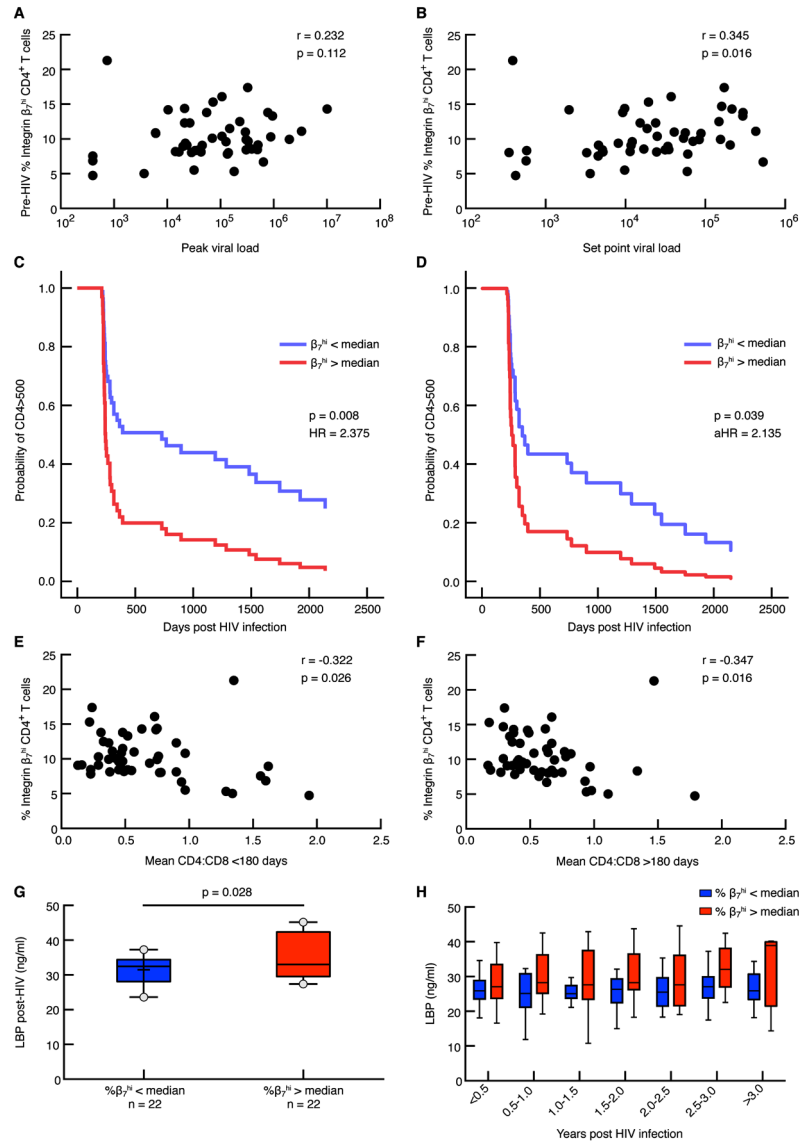 A
r = 0.232
p = 0.112
Pre-HIV % Integrin β7hi CD4+ T cells
25
20
15
10
5
0
10² 10³ 10⁴ 10⁵ 10⁶ 10⁷ 10⁸
Peak viral load
B
r = 0.345
p = 0.016
Pre-HIV % Integrin β7hi CD4+ T cells
25
20
15
10
5
0
10² 10³ 10⁴ 10⁵ 10⁶
Set point viral load
C
β7hi < median
β7hi > median
p = 0.008
HR = 2.375
Probability of CD4>500
1.0
0.8
0.6
0.4
0.2
0.0
0 500 1000 1500 2000 2500
Days post HIV infection
D
β7hi < median
β7hi > median
p = 0.039
aHR = 2.135
Probability of CD4>500
1.0
0.8
0.6
0.4
0.2
0.0
0 500 1000 1500 2000 2500
Days post HIV infection
E
r = -0.322
p = 0.026
% Integrin β7hi CD4+ T cells
25
20
15
10
5
0
0.0 0.5 1.0 1.5 2.0 2.5
Mean CD4:CD8 <180 days
F
r = -0.347
p = 0.016
% Integrin β7hi CD4+ T cells
25
20
15
10
5
0
0.0 0.5 1.0 1.5 2.0 2.5
Mean CD4:CD8 >180 days
G
p = 0.028
LBP post-HIV (ng/ml)
50
40
30
20
10
0
%β7hi < median
n = 22
%β7hi > median
n = 22
H
% β7hi < median
% β7hi > median
LBP (ng/ml)
50
40
30
20
10
0
<0.5 0.5-1.0 1.0-1.5 1.5-2.0 2.0-2.5 2.5-3.0 >3.0
Years post HIV infection